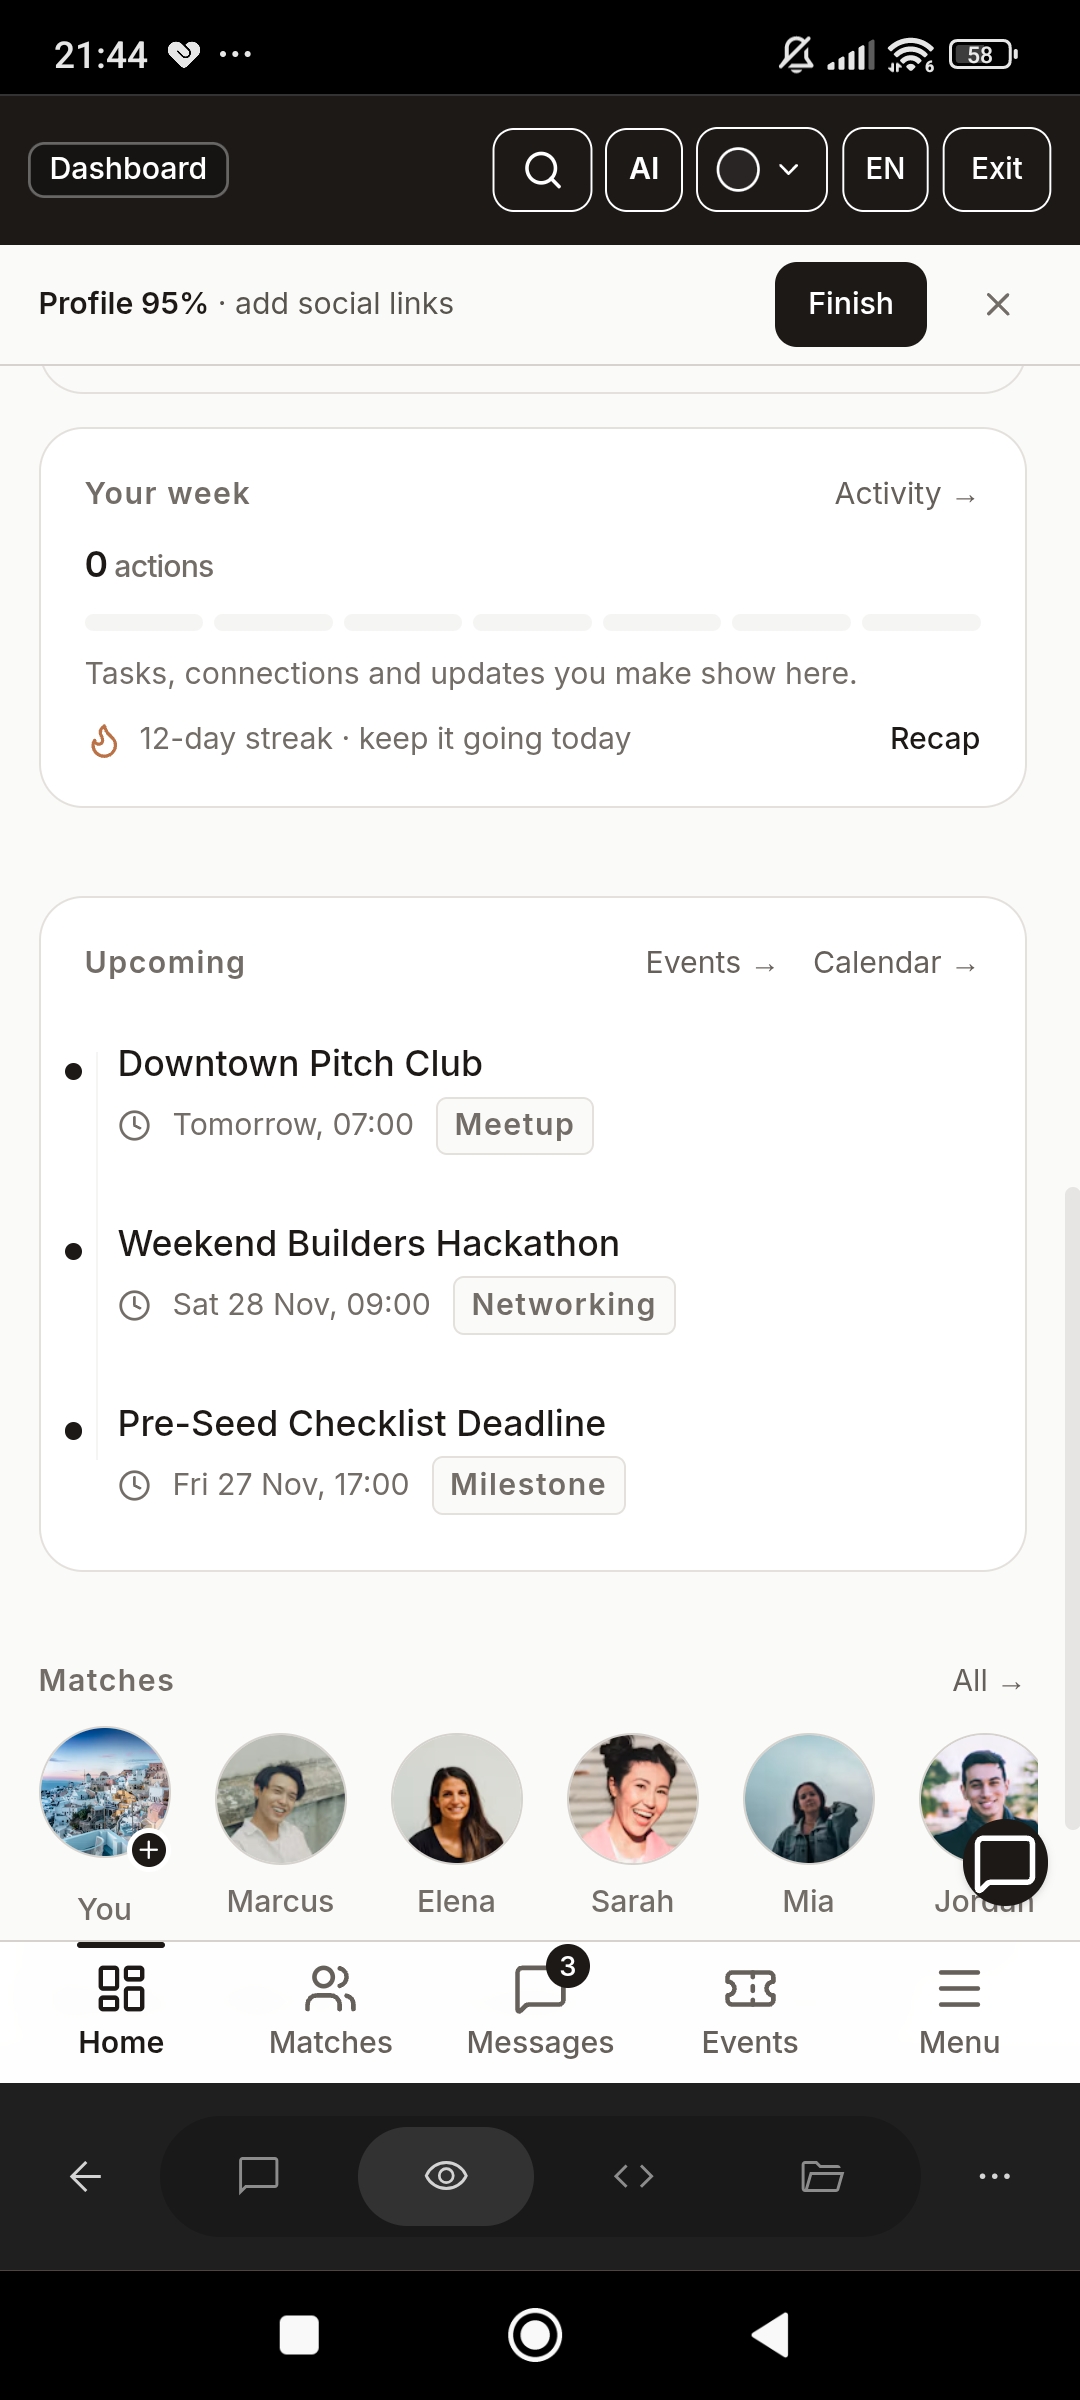 21:44
58
Dashboard
AI
EN
Exit
Profile 95% · add social links
Finish
Your week
Activity →
0 actions
Tasks, connections and updates you make show here.
12-day streak · keep it going today
Recap
Upcoming
Events →
Calendar →
Downtown Pitch Club
Tomorrow, 07:00
Meetup
Weekend Builders Hackathon
Sat 28 Nov, 09:00
Networking
Pre-Seed Checklist Deadline
Fri 27 Nov, 17:00
Milestone
Matches
All →
You
Marcus
Elena
Sarah
Mia
Jordan
3
Home
Matches
Messages
Events
Menu